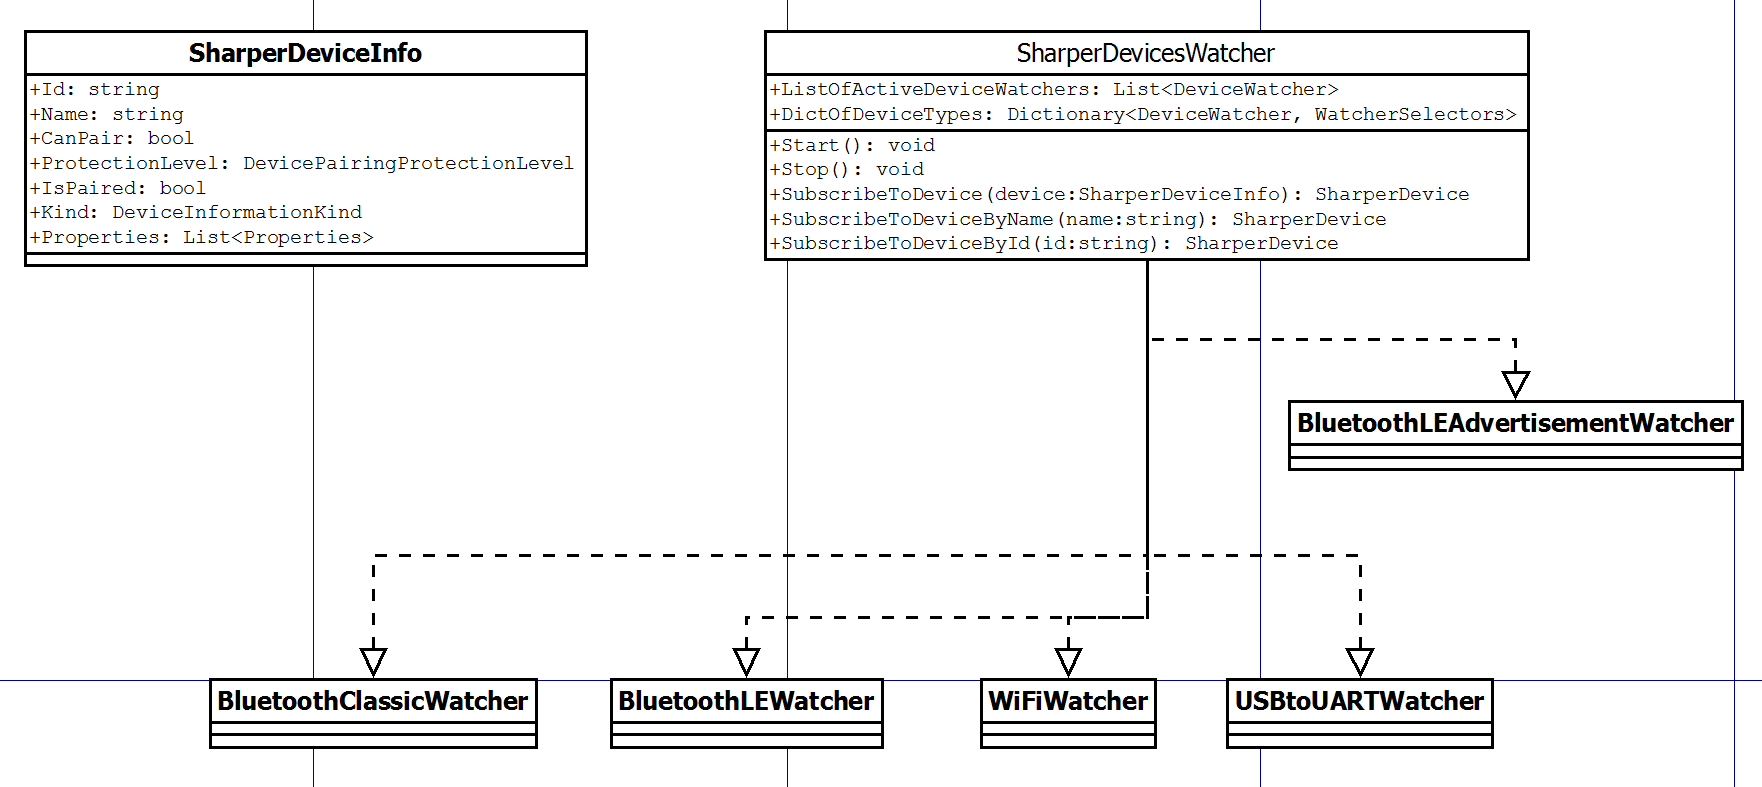 SharperDeviceInfo
+Id: string
+Name: string
+CanPair: bool
+ProtectionLevel: DevicePairingProtectionLevel
+IsPaired: bool
+Kind: DeviceInformationKind
+Properties: List<Properties>
SharperDevicesWatcher
+ListOfActiveDeviceWatchers: List<DeviceWatcher>
+DictOfDeviceTypes: Dictionary<DeviceWatcher, WatcherSelectors>
+Start(): void
+Stop(): void
+SubscribeToDevice(device:SharperDeviceInfo): SharperDevice
+SubscribeToDeviceByName(name:string): SharperDevice
+SubscribeToDeviceById(id:string): SharperDevice
BluetoothLEAdvertisementWatcher
BluetoothClassicWatcher
BluetoothLEWatcher
WiFiWatcher
USBtoUARTWatcher